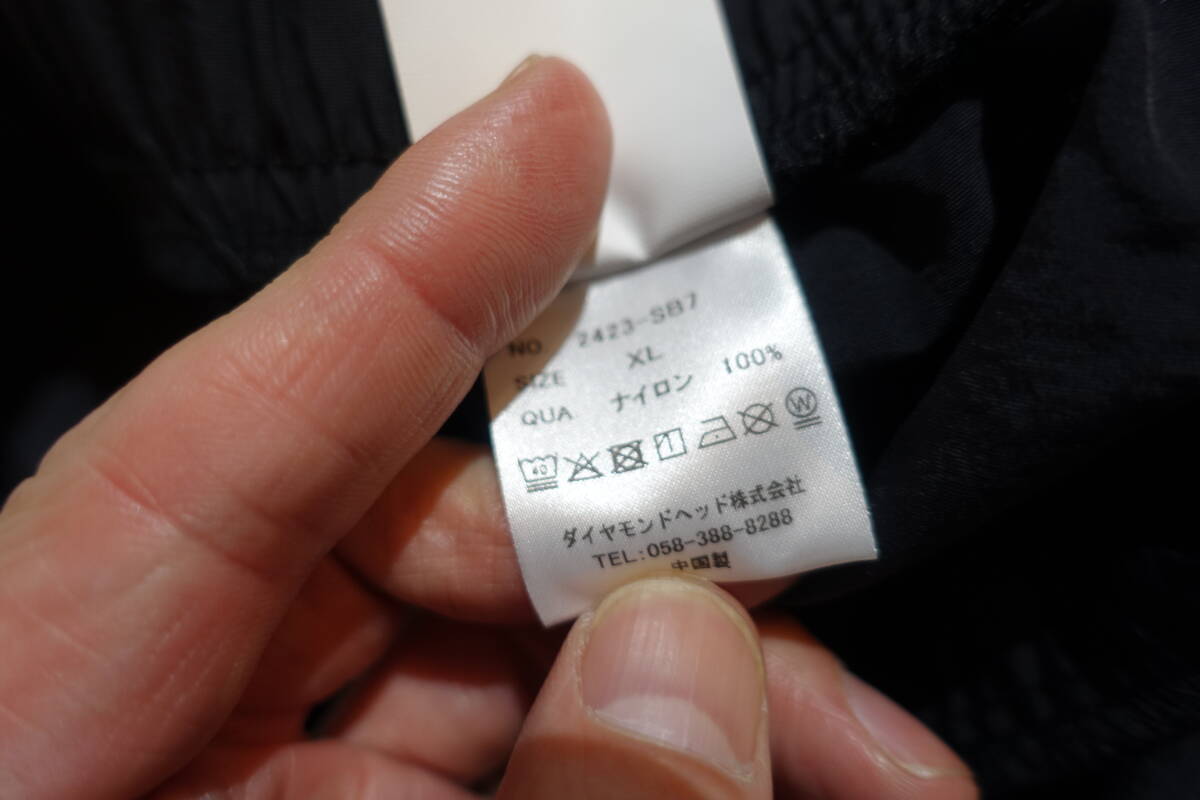 NO 2423-SB7
SIZE XL
QUA ナイロン 100%
40 W
ダイヤモンドヘッド株式会社
TEL:058-388-8288
中国製